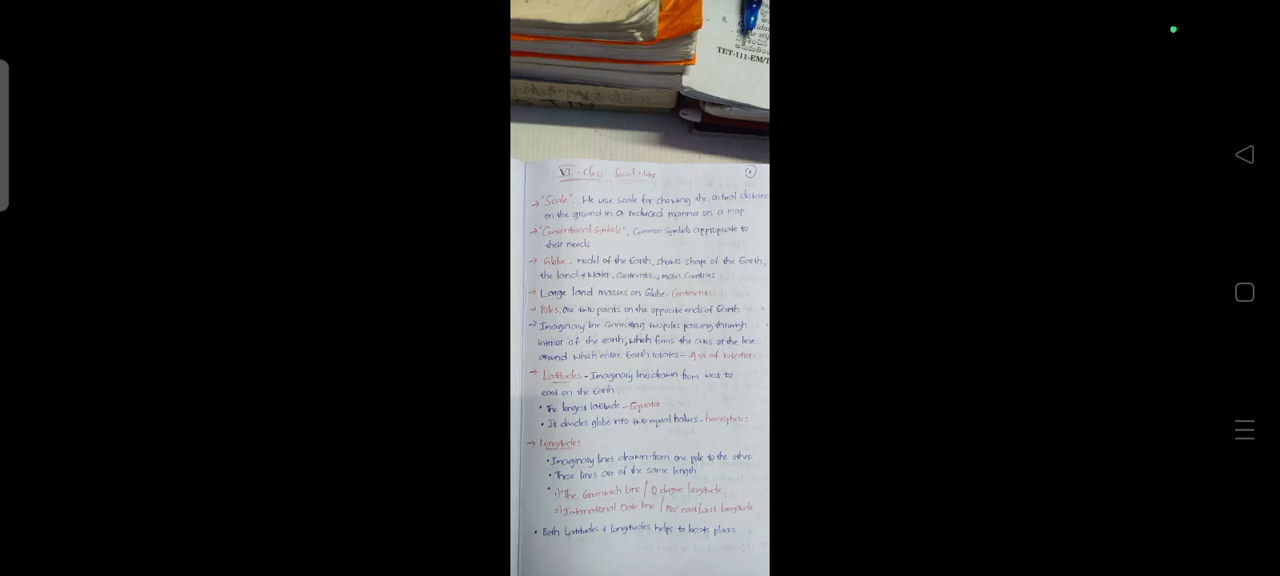 8.
TET-111-EM/T
VI - Class Social Notes
1
→ "Scale". We use scale for showing the actual distanc
on the ground in a reduced manner on a map
→ "Conventional Symbols", Common symbols appropriate to
their needs
→ Globe - model of the Earth, shows shape of the Earth,
the land & water, continents, main countries
→ Large land masses on Globe - Continents
→ Poles: are two points on the opposite ends of Earth
→ Imaginary line connecting two poles passing through
interior of the earth, which forms the axis or the line
around which entire Earth rotates - Axis of rotation
→ Latitudes - Imaginary lines drawn from west to
east on the Earth.
• The longest latitude - Equator
• It divides globe into two equal halves - hemispheres
→ Longitudes
• Imaginary lines drawn from one pole to the other.
• These lines are of the same length
• i) The Greenwich Line / 0 degree longitude
ii) International Date line / 180° east/west longitude
• Both Latitudes & longitudes helps to locate places.